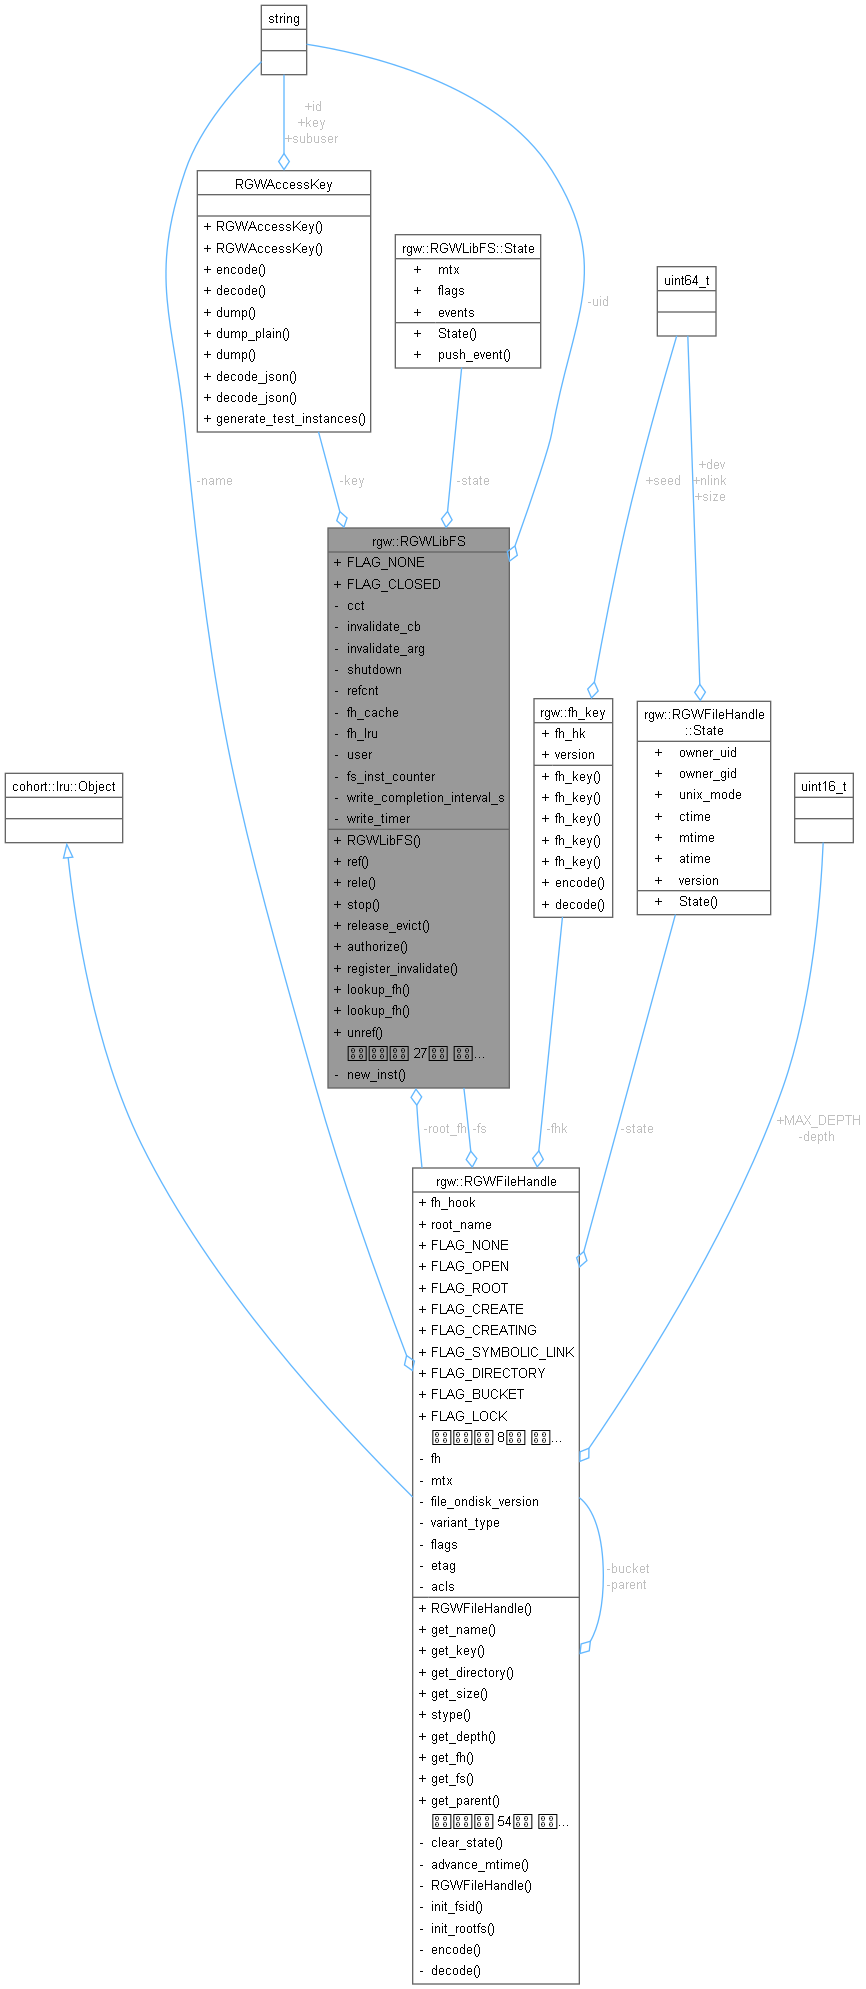 string
+id
+key
+subuser
RGWAccessKey
+ RGWAccessKey()
+ RGWAccessKey()
+ encode()
+ decode()
+ dump()
+ dump_plain()
+ dump()
+ decode_json()
+ decode_json()
+ generate_test_instances()
rgw::RGWLibFS::State
+ mtx
+ flags
+ events
+ State()
+ push_event()
uint64_t
-uid
-name
-key
-state
+seed
+dev
+nlink
+size
rgw::RGWLibFS
+ FLAG_NONE
+ FLAG_CLOSED
- cct
- invalidate_cb
- invalidate_arg
- shutdown
- refcnt
- fh_cache
- fh_lru
- user
- fs_inst_counter
- write_completion_interval_s
- write_timer
+ RGWLibFS()
+ ref()
+ rele()
+ stop()
+ release_evict()
+ authorize()
+ register_invalidate()
+ lookup_fh()
+ lookup_fh()
+ unref()
27 ...
- new_inst()
rgw::fh_key
+ fh_hk
+ version
+ fh_key()
+ fh_key()
+ fh_key()
+ fh_key()
+ fh_key()
+ encode()
+ decode()
rgw::RGWFileHandle
::State
+ owner_uid
+ owner_gid
+ unix_mode
+ ctime
+ mtime
+ atime
+ version
+ State()
cohort::lru::Object
uint16_t
-root_fh
-fs
-fhk
-state
+MAX_DEPTH
-depth
rgw::RGWFileHandle
+ fh_hook
+ root_name
+ FLAG_NONE
+ FLAG_OPEN
+ FLAG_ROOT
+ FLAG_CREATE
+ FLAG_CREATING
+ FLAG_SYMBOLIC_LINK
+ FLAG_DIRECTORY
+ FLAG_BUCKET
+ FLAG_LOCK
8 ...
- fh
- mtx
- file_ondisk_version
- variant_type
- flags
- etag
- acls
+ RGWFileHandle()
+ get_name()
+ get_key()
+ get_directory()
+ get_size()
+ stype()
+ get_depth()
+ get_fh()
+ get_fs()
+ get_parent()
54 ...
- clear_state()
- advance_mtime()
- RGWFileHandle()
- init_fsid()
- init_rootfs()
- encode()
- decode()
-bucket
-parent